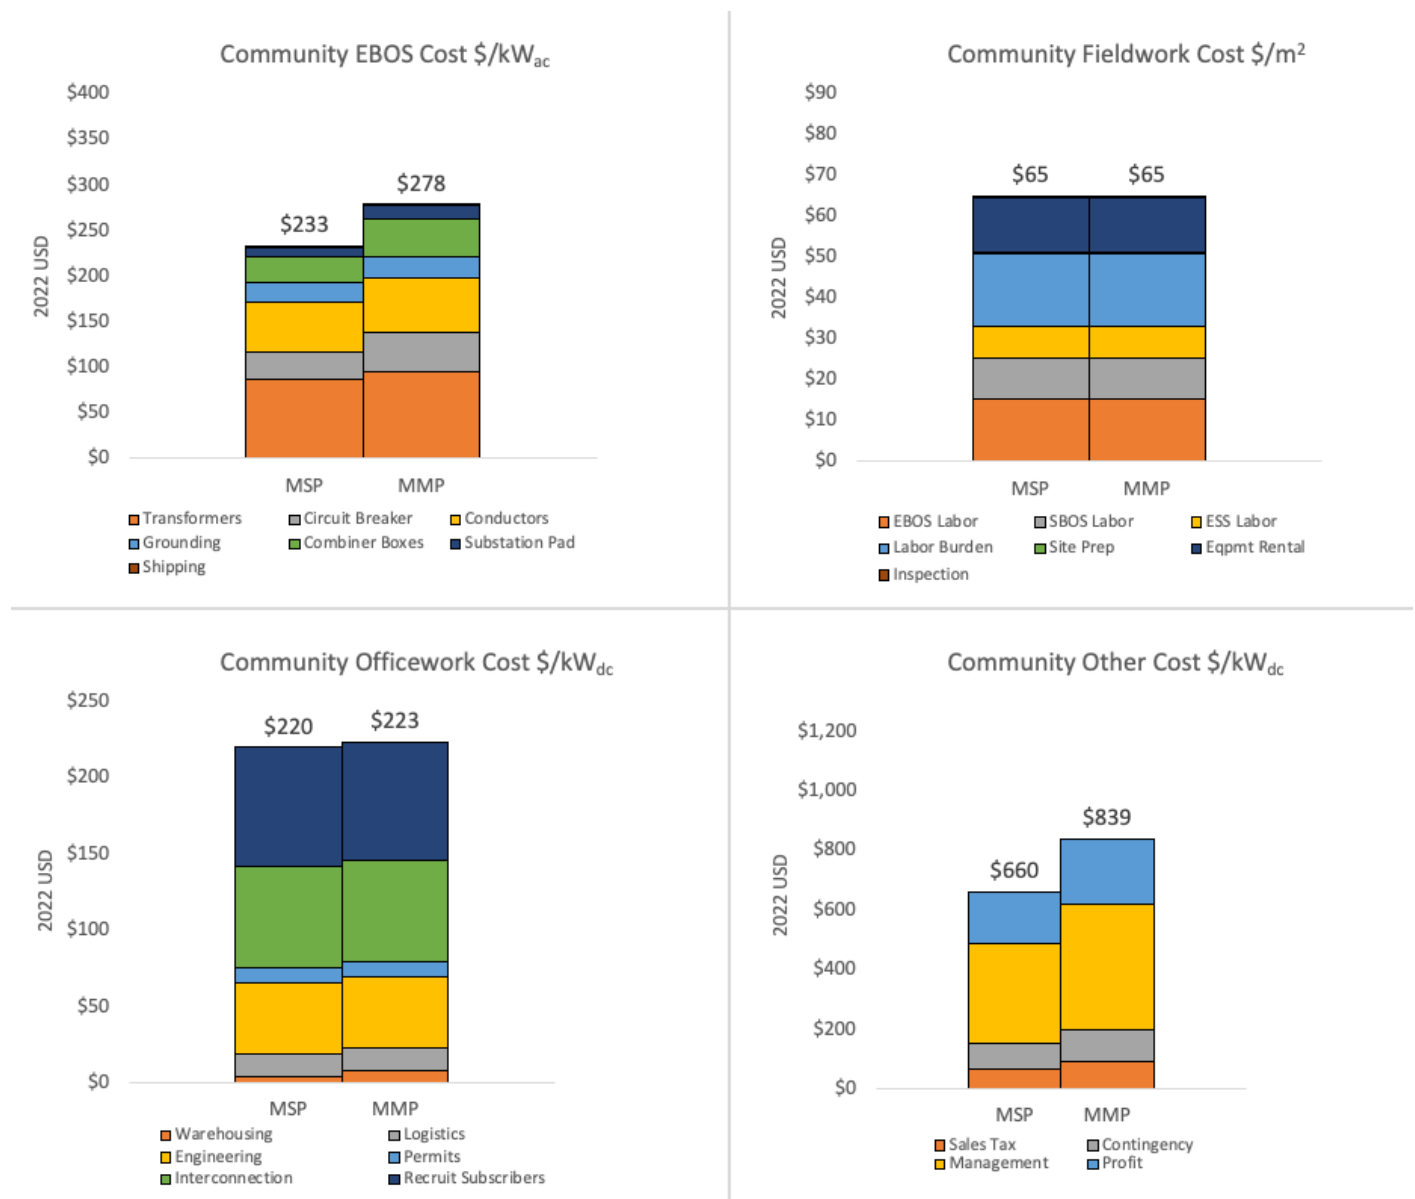 Community EBOS Cost $/kWac
$400
$350
$300
$250
$200
$150
$100
$50
$0
2022 USD
$233
$278
MSP
MMP
Transformers
Circuit Breaker
Conductors
Grounding
Combiner Boxes
Substation Pad
Shipping
Community Fieldwork Cost $/m²
$90
$80
$70
$60
$50
$40
$30
$20
$10
$0
2022 USD
$65
$65
MSP
MMP
EBOS Labor
SBOS Labor
ESS Labor
Labor Burden
Site Prep
Eqpmt Rental
Inspection
Community Officework Cost $/kWdc
$250
$200
$150
$100
$50
$0
2022 USD
$220
$223
MSP
MMP
Warehousing
Logistics
Engineering
Permits
Interconnection
Recruit Subscribers
Community Other Cost $/kWdc
$1,200
$1,000
$800
$600
$400
$200
$0
2022 USD
$660
$839
MSP
MMP
Sales Tax
Contingency
Management
Profit